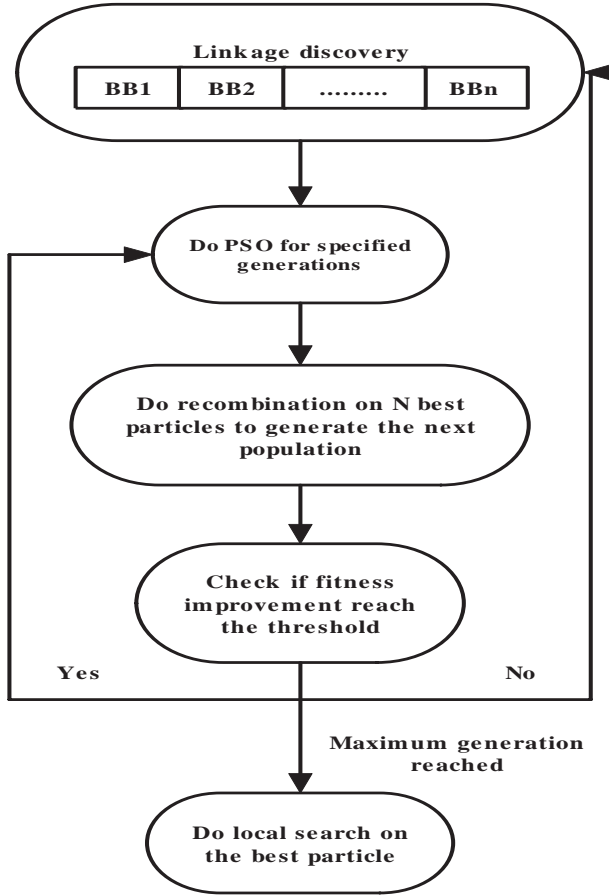 Linkage discovery
BB1 BB2 ......... BBn
Do PSO for specified
generations
Do recombination on N best
particles to generate the next
population
Check if fitness
improvement reach
the threshold
Yes
No
Maximum generation
reached
Do local search on
the best particle